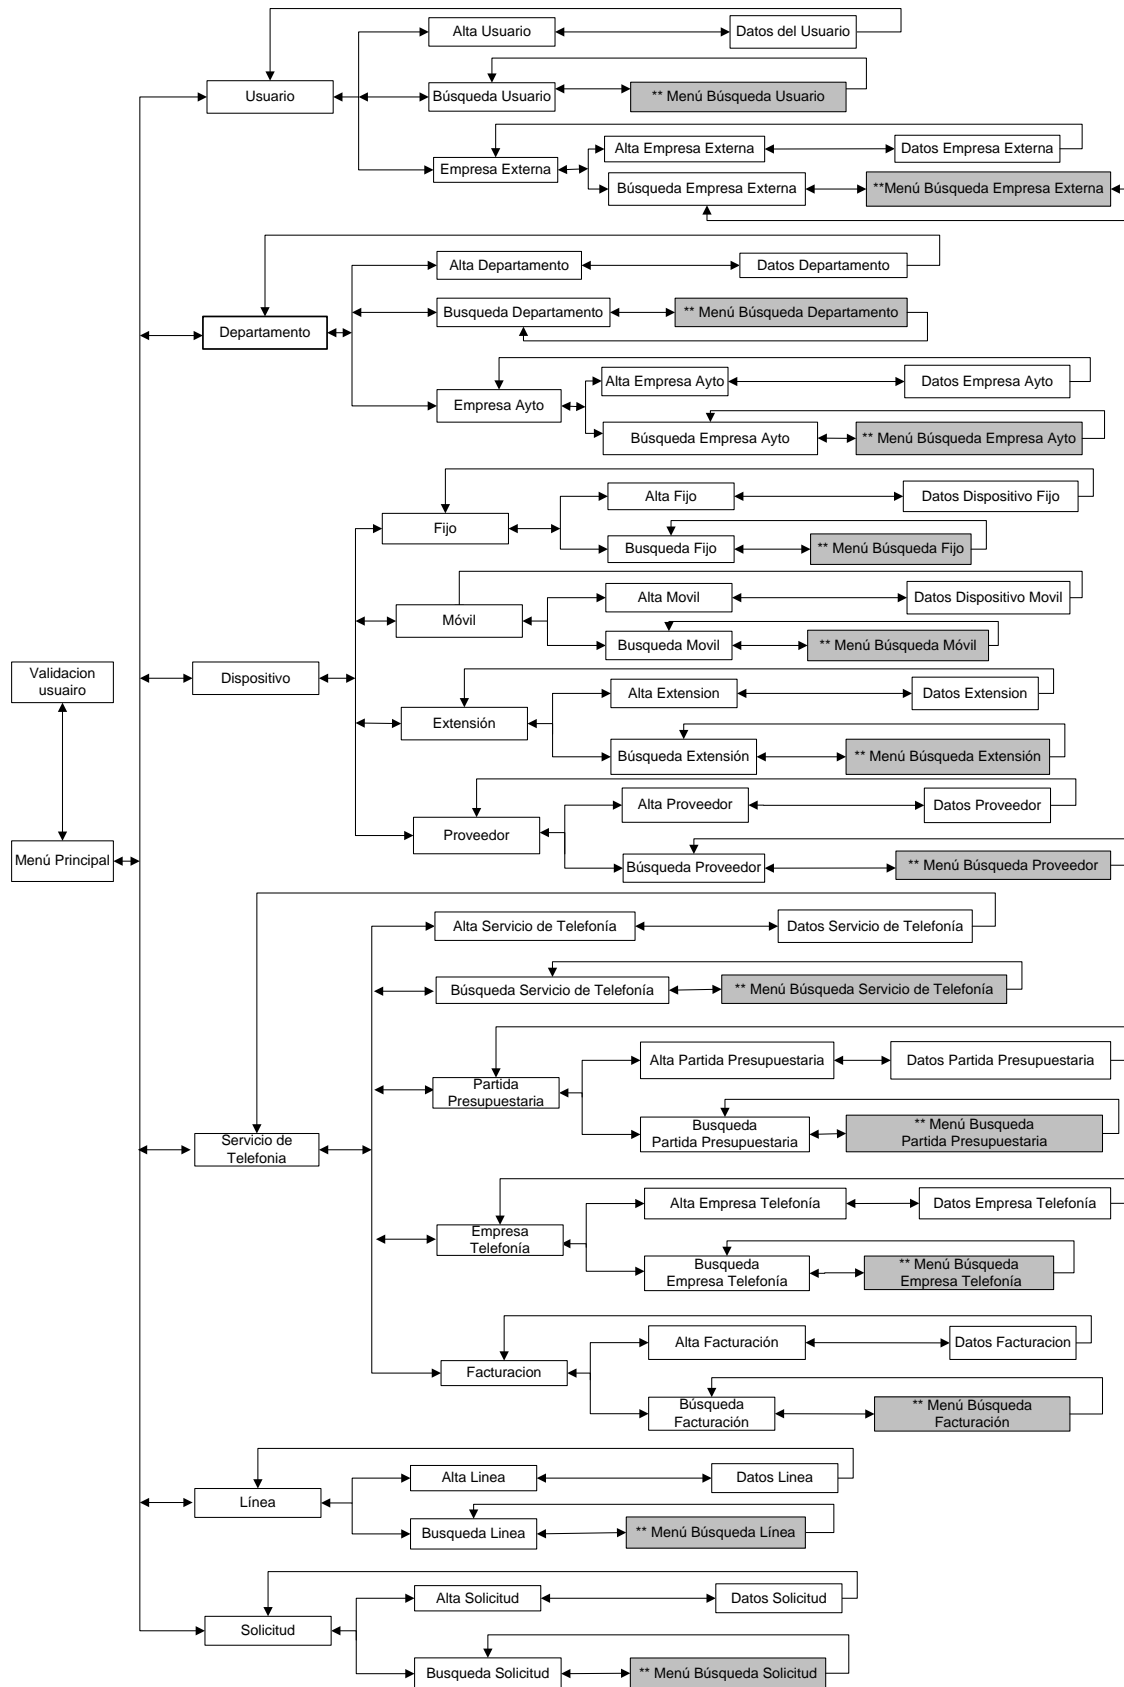 Alta Usuario
Datos del Usuario
Usuario
Búsqueda Usuario
** Menú Búsqueda Usuario
Empresa Externa
Alta Empresa Externa
Datos Empresa Externa
Búsqueda Empresa Externa
**Menú Búsqueda Empresa Externa
Alta Departamento
Datos Departamento
Departamento
Busqueda Departamento
** Menú Búsqueda Departamento
Empresa Ayto
Alta Empresa Ayto
Datos Empresa Ayto
Búsqueda Empresa Ayto
** Menú Búsqueda Empresa Ayto
Fijo
Alta Fijo
Datos Dispositivo Fijo
Busqueda Fijo
** Menú Búsqueda Fijo
Móvil
Alta Movil
Datos Dispositivo Movil
Busqueda Movil
** Menú Búsqueda Móvil
Validacion
usuairo
Dispositivo
Extensión
Alta Extension
Datos Extension
Búsqueda Extensión
** Menú Búsqueda Extensión
Proveedor
Alta Proveedor
Datos Proveedor
Búsqueda Proveedor
** Menú Búsqueda Proveedor
Menú Principal
Alta Servicio de Telefonía
Datos Servicio de Telefonía
Búsqueda Servicio de Telefonía
** Menú Búsqueda Servicio de Telefonía
Partida
Presupuestaria
Alta Partida Presupuestaria
Datos Partida Presupuestaria
Busqueda
Partida Presupuestaria
** Menú Busqueda
Partida Presupuestaria
Servicio de
Telefonia
Empresa
Telefonía
Alta Empresa Telefonía
Datos Empresa Telefonía
Busqueda
Empresa Telefonía
** Menú Búsqueda
Empresa Telefonía
Facturacion
Alta Facturación
Datos Facturacion
Búsqueda
Facturación
** Menú Búsqueda
Facturación
Línea
Alta Linea
Datos Linea
Busqueda Linea
** Menú Búsqueda Línea
Solicitud
Alta Solicitud
Datos Solicitud
Busqueda Solicitud
** Menú Búsqueda Solicitud